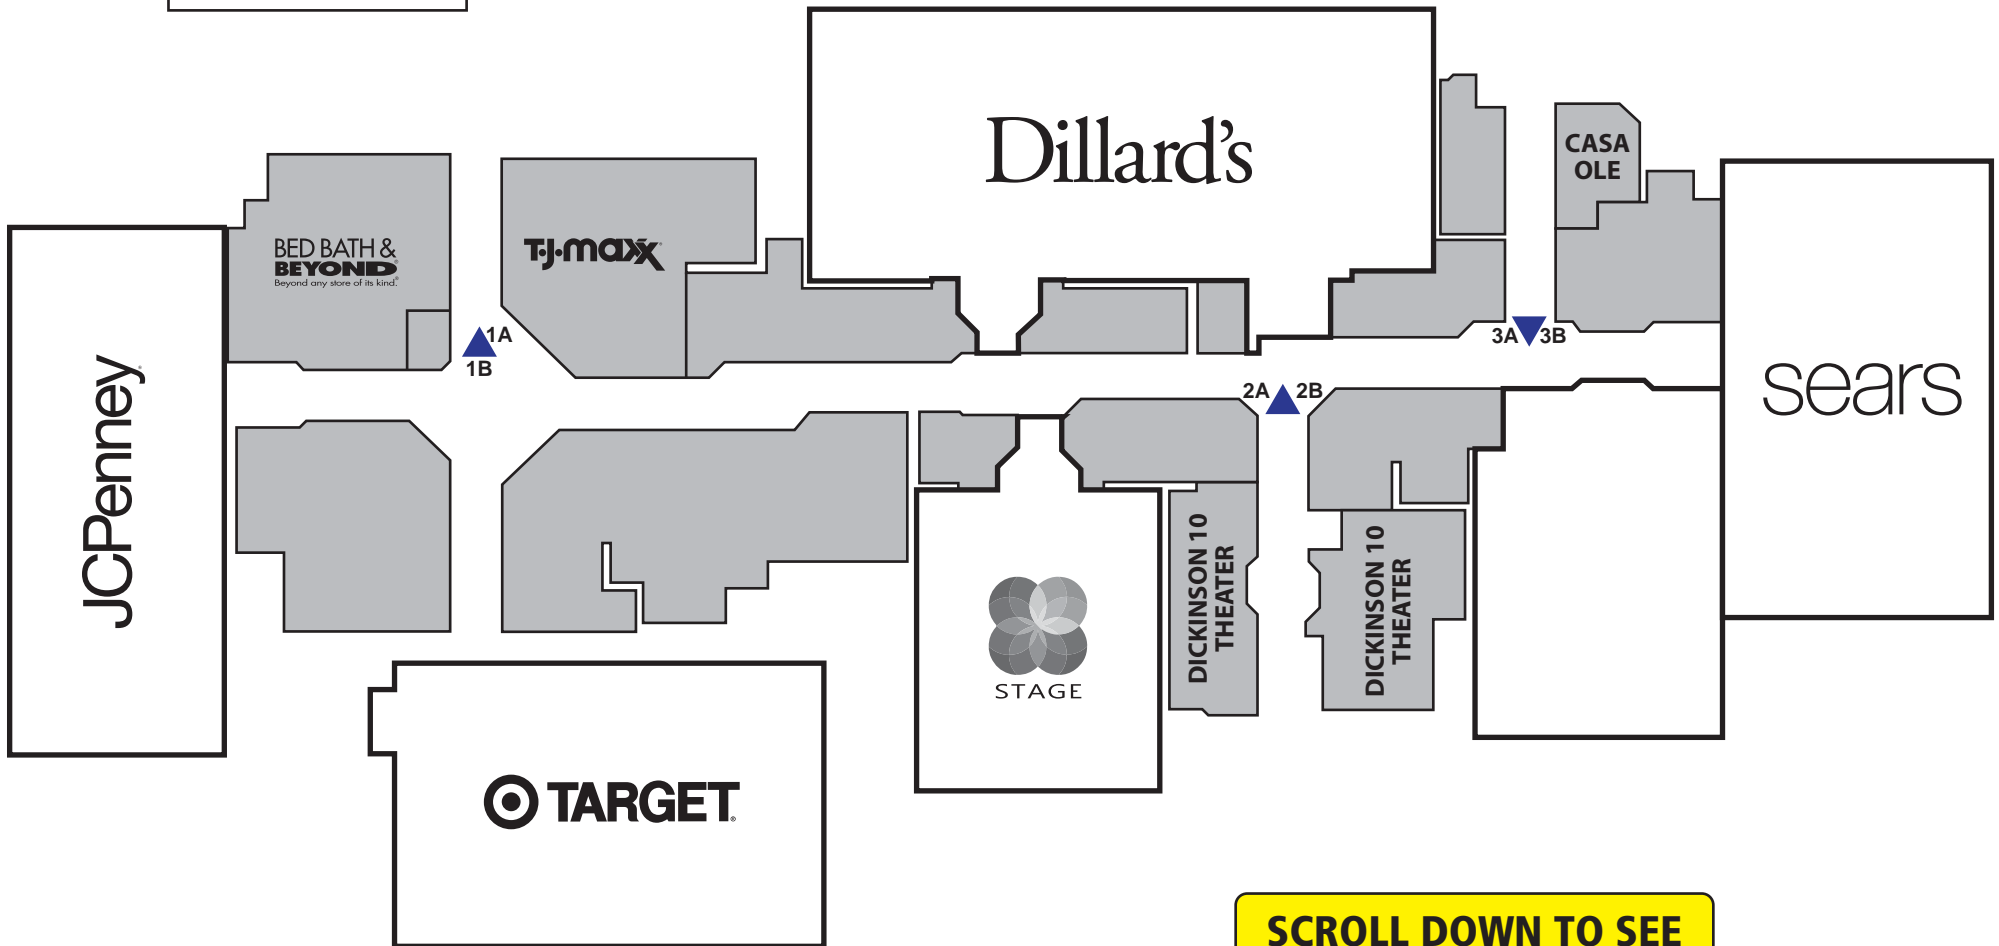 Dillard's
CASA
OLE
BED BATH &
BEYOND®
Beyond any store of its kind.®
T·J·maxx®
1A
1B
3A
3B
JCPenney®
sears
2A
2B
DICKINSON 10
THEATER
DICKINSON 10
THEATER
STAGE
TARGET®
SCROLL DOWN TO SEE